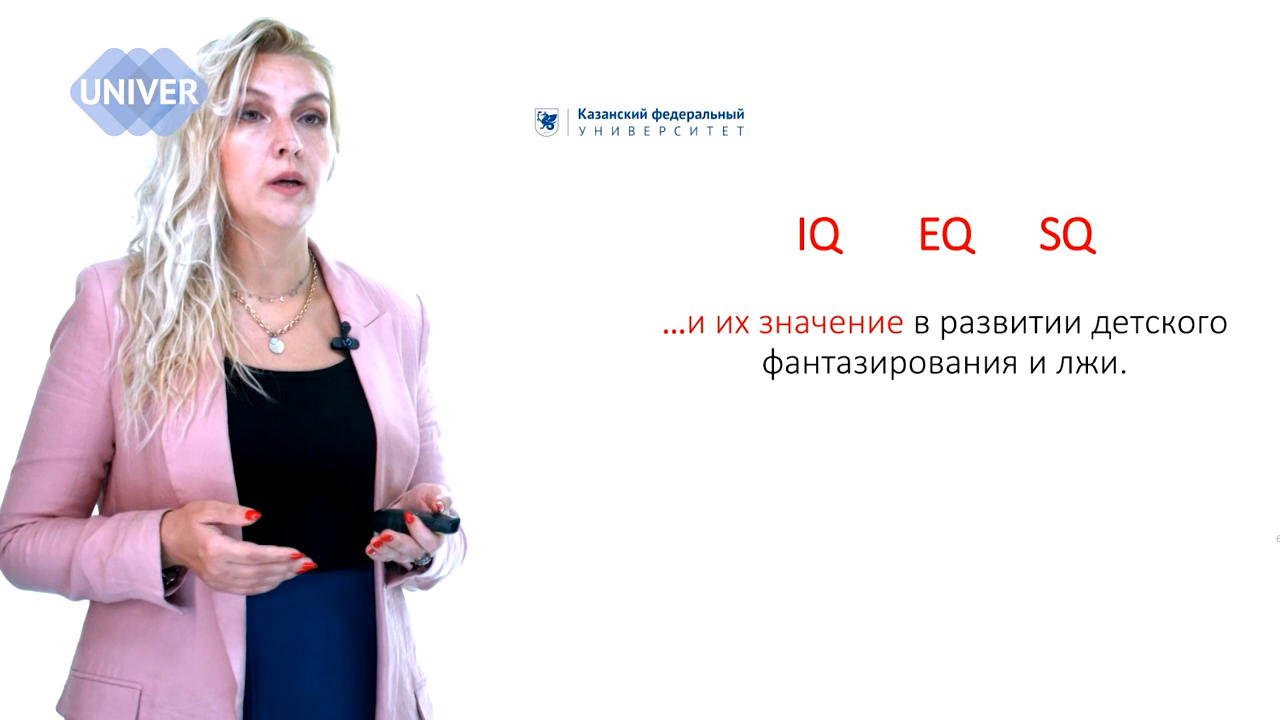 UNIVER
Казанский федеральный
УНИВЕРСИТЕТ
IQ EQ SQ
...и их значение в развитии детского
фантазирования и лжи.